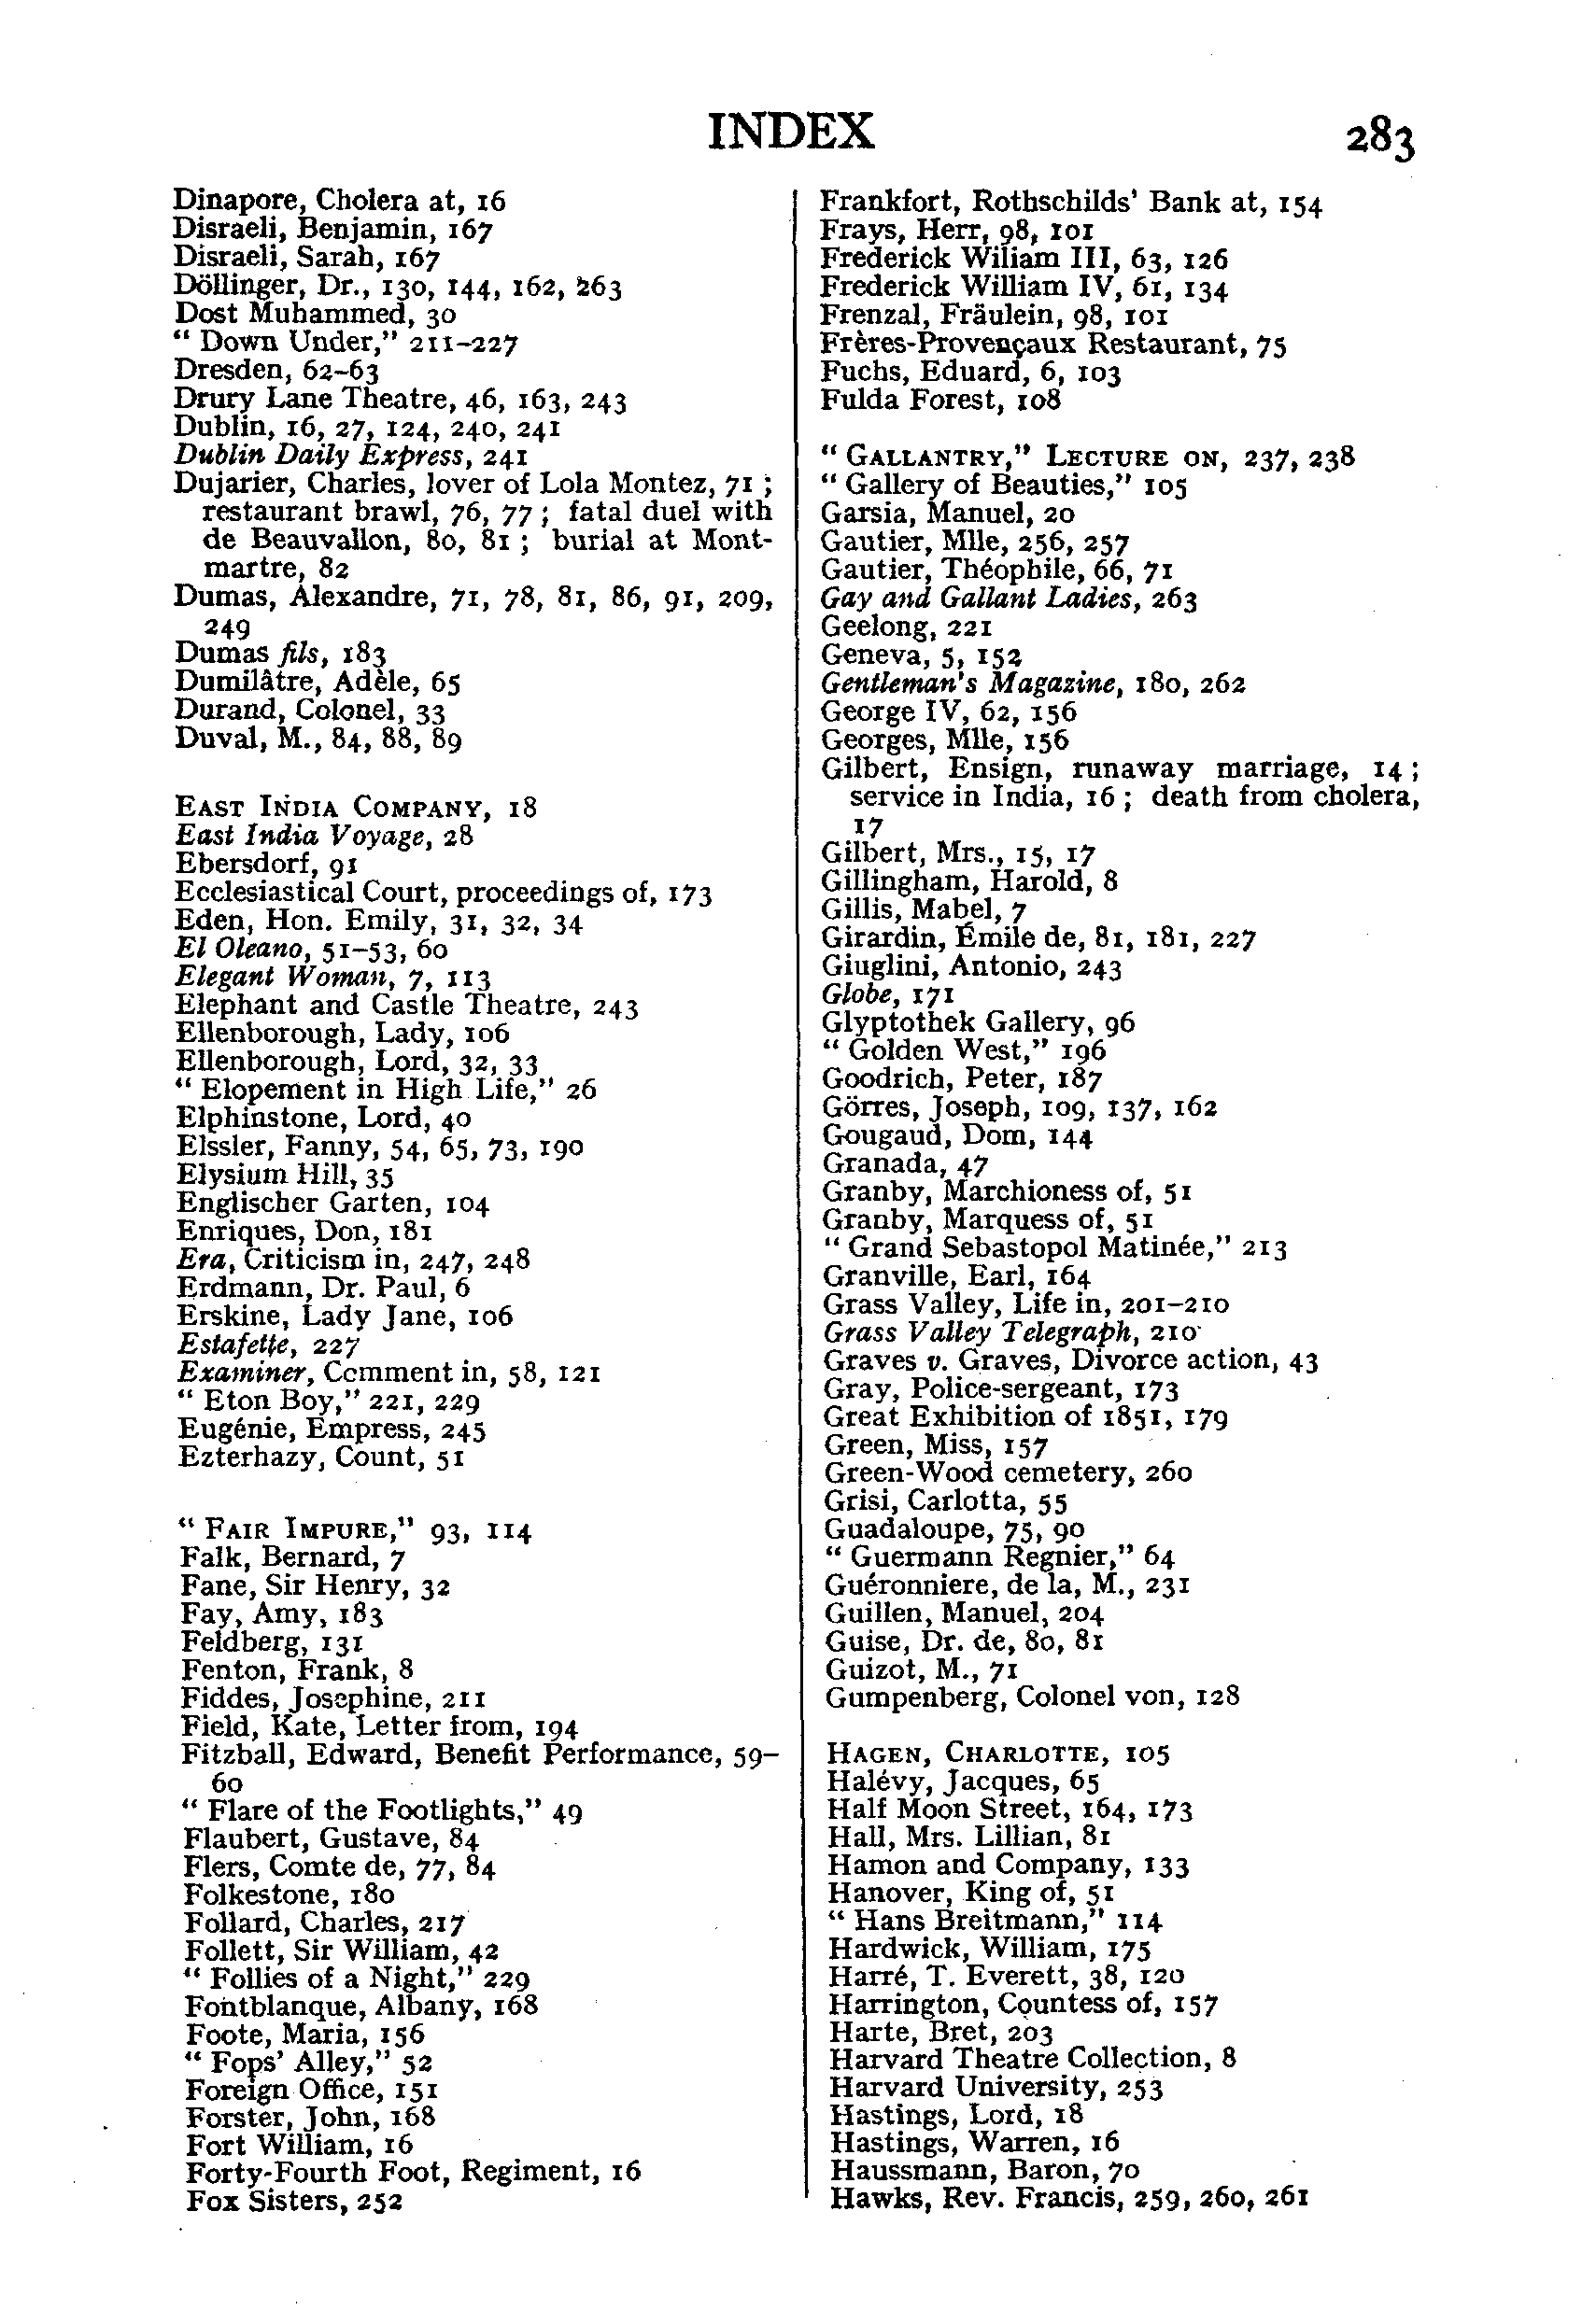 INDEX
283
Dinapore, Cholera at, 16
Disraeli, Benjamin, 167
Disraeli, Sarah, 167
Döllinger, Dr., 130, 144, 162, 263
Dost Muhammed, 30
" Down Under," 211–227
Dresden, 62–63
Drury Lane Theatre, 46, 163, 243
Dublin, 16, 27, 124, 240, 241
Dublin Daily Express, 241
Dujarier, Charles, lover of Lola Montez, 71 ;
restaurant brawl, 76, 77 ; fatal duel with
de Beauvallon, 80, 81 ; burial at Mont-
martre, 82
Dumas, Alexandre, 71, 78, 81, 86, 91, 209,
249
Dumas fils, 183
Dumilâtre, Adèle, 65
Durand, Colonel, 33
Duval, M., 84, 88, 89
EAST INDIA COMPANY, 18
East India Voyage, 28
Ebersdorf, 91
Ecclesiastical Court, proceedings of, 173
Eden, Hon. Emily, 31, 32, 34
El Oleano, 51–53, 60
Elegant Woman, 7, 113
Elephant and Castle Theatre, 243
Ellenborough, Lady, 106
Ellenborough, Lord, 32, 33
" Elopement in High Life," 26
Elphinstone, Lord, 40
Elssler, Fanny, 54, 65, 73, 190
Elysium Hill, 35
Englischer Garten, 104
Enriques, Don, 181
Era, Criticism in, 247, 248
Erdmann, Dr. Paul, 6
Erskine, Lady Jane, 106
Estafette, 227
Examiner, Comment in, 58, 121
" Eton Boy," 221, 229
Eugénie, Empress, 245
Ezterhazy, Count, 51
" FAIR IMPURE," 93, 114
Falk, Bernard, 7
Fane, Sir Henry, 32
Fay, Amy, 183
Feldberg, 131
Fenton, Frank, 8
Fiddes, Josephine, 211
Field, Kate, Letter from, 194
Fitzball, Edward, Benefit Performance, 59–
60
" Flare of the Footlights," 49
Flaubert, Gustave, 84
Flers, Comte de, 77, 84
Folkestone, 180
Follard, Charles, 217
Follett, Sir William, 42
" Follies of a Night," 229
Fontblanque, Albany, 168
Foote, Maria, 156
" Fops' Alley," 52
Foreign Office, 151
Forster, John, 168
Fort William, 16
Forty-Fourth Foot, Regiment, 16
Fox Sisters, 252
Frankfort, Rothschilds' Bank at, 154
Frays, Herr, 98, 101
Frederick Wiliam III, 63, 126
Frederick William IV, 61, 134
Frenzal, Fräulein, 98, 101
Frères-Provençaux Restaurant, 75
Fuchs, Eduard, 6, 103
Fulda Forest, 108
" GALLANTRY," LECTURE ON, 237, 238
" Gallery of Beauties," 105
Garsia, Manuel, 20
Gautier, Mlle, 256, 257
Gautier, Théophile, 66, 71
Gay and Gallant Ladies, 263
Geelong, 221
Geneva, 5, 152
Gentleman's Magazine, 180, 262
George IV, 62, 156
Georges, Mlle, 156
Gilbert, Ensign, runaway marriage, 14 ;
service in India, 16 ; death from cholera,
17
Gilbert, Mrs., 15, 17
Gillingham, Harold, 8
Gillis, Mabel, 7
Girardin, Émile de, 81, 181, 227
Giuglini, Antonio, 243
Globe, 171
Glyptothek Gallery, 96
" Golden West," 196
Goodrich, Peter, 187
Görres, Joseph, 109, 137, 162
Gougaud, Dom, 144
Granada, 47
Granby, Marchioness of, 51
Granby, Marquess of, 51
" Grand Sebastopol Matinée," 213
Granville, Earl, 164
Grass Valley, Life in, 201–210
Grass Valley Telegraph, 210
Graves v. Graves, Divorce action, 43
Gray, Police-sergeant, 173
Great Exhibition of 1851, 179
Green, Miss, 157
Green-Wood cemetery, 260
Grisi, Carlotta, 55
Guadaloupe, 75, 90
" Guermann Regnier," 64
Guéronniere, de la, M., 231
Guillen, Manuel, 204
Guise, Dr. de, 80, 81
Guizot, M., 71
Gumpenberg, Colonel von, 128
HAGEN, CHARLOTTE, 105
Halévy, Jacques, 65
Half Moon Street, 164, 173
Hall, Mrs. Lillian, 81
Hamon and Company, 133
Hanover, King of, 51
" Hans Breitmann," 114
Hardwick, William, 175
Harré, T. Everett, 38, 120
Harrington, Countess of, 157
Harte, Bret, 203
Harvard Theatre Collection, 8
Harvard University, 253
Hastings, Lord, 18
Hastings, Warren, 16
Haussmann, Baron, 70
Hawks, Rev. Francis, 259, 260, 261